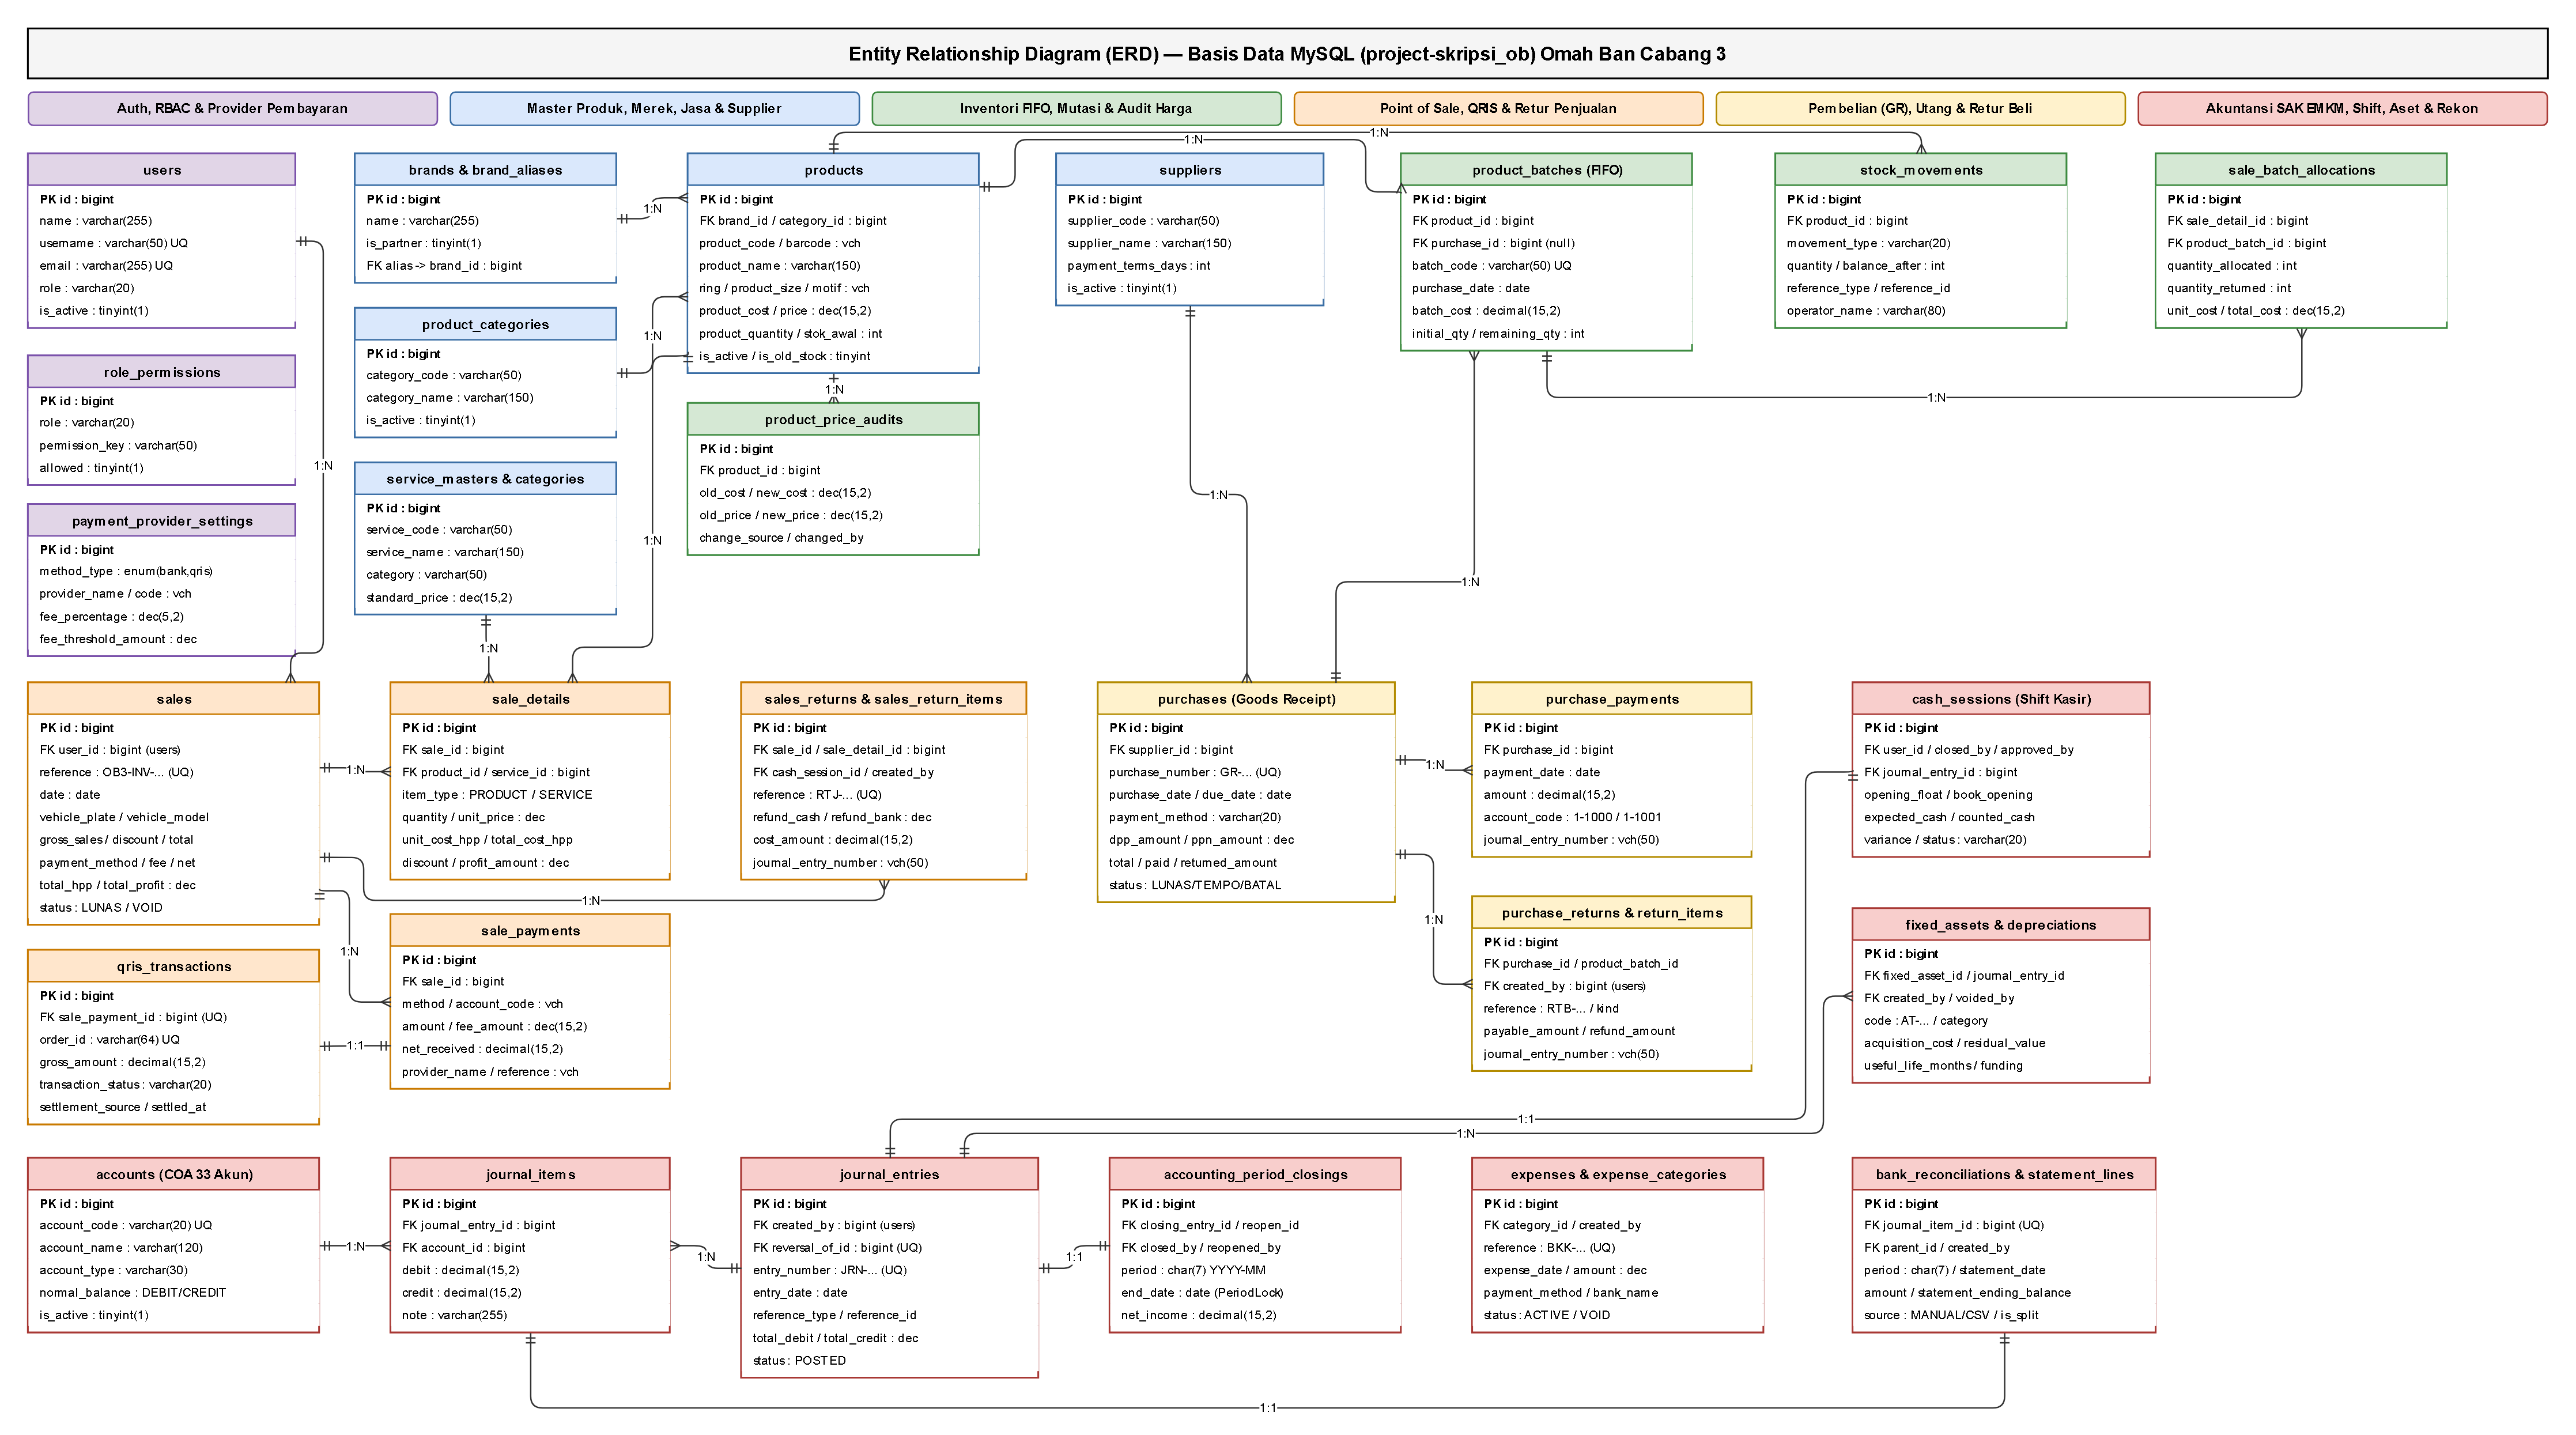 Entity Relationship Diagram (ERD) — Basis Data MySQL (project-skripsi_ob) Omah Ban Cabang 3
Auth, RBAC & Provider Pembayaran
Master Produk, Merek, Jasa & Supplier
Inventori FIFO, Mutasi & Audit Harga
Point of Sale, QRIS & Retur Penjualan
Pembelian (GR), Utang & Retur Beli
Akuntansi SAK EMKM, Shift, Aset & Rekon
1:N
1:N
users
PK id : bigint
name : varchar(255)
username : varchar(50) UQ
email : varchar(255) UQ
role : varchar(20)
is_active : tinyint(1)
brands & brand_aliases
PK id : bigint
name : varchar(255)
is_partner : tinyint(1)
FK alias -> brand_id : bigint
1:N
products
PK id : bigint
FK brand_id / category_id : bigint
product_code / barcode : vch
product_name : varchar(150)
ring / product_size / motif : vch
product_cost / price : dec(15,2)
product_quantity / stok_awal : int
is_active / is_old_stock : tinyint
suppliers
PK id : bigint
supplier_code : varchar(50)
supplier_name : varchar(150)
payment_terms_days : int
is_active : tinyint(1)
product_batches (FIFO)
PK id : bigint
FK product_id : bigint
FK purchase_id : bigint (null)
batch_code : varchar(50) UQ
purchase_date : date
batch_cost : decimal(15,2)
initial_qty / remaining_qty : int
stock_movements
PK id : bigint
FK product_id : bigint
movement_type : varchar(20)
quantity / balance_after : int
reference_type / reference_id
operator_name : varchar(80)
sale_batch_allocations
PK id : bigint
FK sale_detail_id : bigint
FK product_batch_id : bigint
quantity_allocated : int
quantity_returned : int
unit_cost / total_cost : dec(15,2)
1:N
product_categories
PK id : bigint
category_code : varchar(50)
category_name : varchar(150)
is_active : tinyint(1)
1:N
1:N
role_permissions
PK id : bigint
role : varchar(20)
permission_key : varchar(50)
allowed : tinyint(1)
1:N
product_price_audits
PK id : bigint
FK product_id : bigint
old_cost / new_cost : dec(15,2)
old_price / new_price : dec(15,2)
change_source / changed_by
service_masters & categories
PK id : bigint
service_code : varchar(50)
service_name : varchar(150)
category : varchar(50)
standard_price : dec(15,2)
1:N
1:N
1:N
payment_provider_settings
PK id : bigint
method_type : enum(bank,qris)
provider_name / code : vch
fee_percentage : dec(5,2)
fee_threshold_amount : dec
1:N
sales
PK id : bigint
FK user_id : bigint (users)
reference : OB3-INV-... (UQ)
date : date
vehicle_plate / vehicle_model
gross_sales / discount / total
payment_method / fee / net
total_hpp / total_profit : dec
status : LUNAS / VOID
1:N
sale_details
PK id : bigint
FK sale_id : bigint
FK product_id / service_id : bigint
item_type : PRODUCT / SERVICE
quantity / unit_price : dec
unit_cost_hpp / total_cost_hpp
discount / profit_amount : dec
sales_returns & sales_return_items
PK id : bigint
FK sale_id / sale_detail_id : bigint
FK cash_session_id / created_by
reference : RTJ-... (UQ)
refund_cash / refund_bank : dec
cost_amount : decimal(15,2)
journal_entry_number : vch(50)
purchases (Goods Receipt)
PK id : bigint
FK supplier_id : bigint
purchase_number : GR-... (UQ)
purchase_date / due_date : date
payment_method : varchar(20)
dpp_amount / ppn_amount : dec
total / paid / returned_amount
status : LUNAS/TEMPO/BATAL
1:N
purchase_payments
PK id : bigint
FK purchase_id : bigint
payment_date : date
amount : decimal(15,2)
account_code : 1-1000 / 1-1001
journal_entry_number : vch(50)
cash_sessions (Shift Kasir)
PK id : bigint
FK user_id / closed_by / approved_by
FK journal_entry_id : bigint
opening_float / book_opening
expected_cash / counted_cash
variance / status : varchar(20)
1:N
1:N
1:N
sale_payments
PK id : bigint
FK sale_id : bigint
method / account_code : vch
amount / fee_amount : dec(15,2)
net_received : decimal(15,2)
provider_name / reference : vch
purchase_returns & return_items
PK id : bigint
FK purchase_id / product_batch_id
FK created_by : bigint (users)
reference : RTB-... / kind
payable_amount / refund_amount
journal_entry_number : vch(50)
fixed_assets & depreciations
PK id : bigint
FK fixed_asset_id / journal_entry_id
FK created_by / voided_by
code : AT-... / category
acquisition_cost / residual_value
useful_life_months / funding
qris_transactions
PK id : bigint
FK sale_payment_id : bigint (UQ)
order_id : varchar(64) UQ
gross_amount : decimal(15,2)
transaction_status : varchar(20)
settlement_source / settled_at
1:1
1:1
1:N
accounts (COA 33 Akun)
PK id : bigint
account_code : varchar(20) UQ
account_name : varchar(120)
account_type : varchar(30)
normal_balance : DEBIT/CREDIT
is_active : tinyint(1)
1:N
journal_items
PK id : bigint
FK journal_entry_id : bigint
FK account_id : bigint
debit : decimal(15,2)
credit : decimal(15,2)
note : varchar(255)
1:N
journal_entries
PK id : bigint
FK created_by : bigint (users)
FK reversal_of_id : bigint (UQ)
entry_number : JRN-... (UQ)
entry_date : date
reference_type / reference_id
total_debit / total_credit : dec
status : POSTED
1:1
accounting_period_closings
PK id : bigint
FK closing_entry_id / reopen_id
FK closed_by / reopened_by
period : char(7) YYYY-MM
end_date : date (PeriodLock)
net_income : decimal(15,2)
expenses & expense_categories
PK id : bigint
FK category_id / created_by
reference : BKK-... (UQ)
expense_date / amount : dec
payment_method / bank_name
status : ACTIVE / VOID
bank_reconciliations & statement_lines
PK id : bigint
FK journal_item_id : bigint (UQ)
FK parent_id / created_by
period : char(7) / statement_date
amount / statement_ending_balance
source : MANUAL/CSV / is_split
1:1